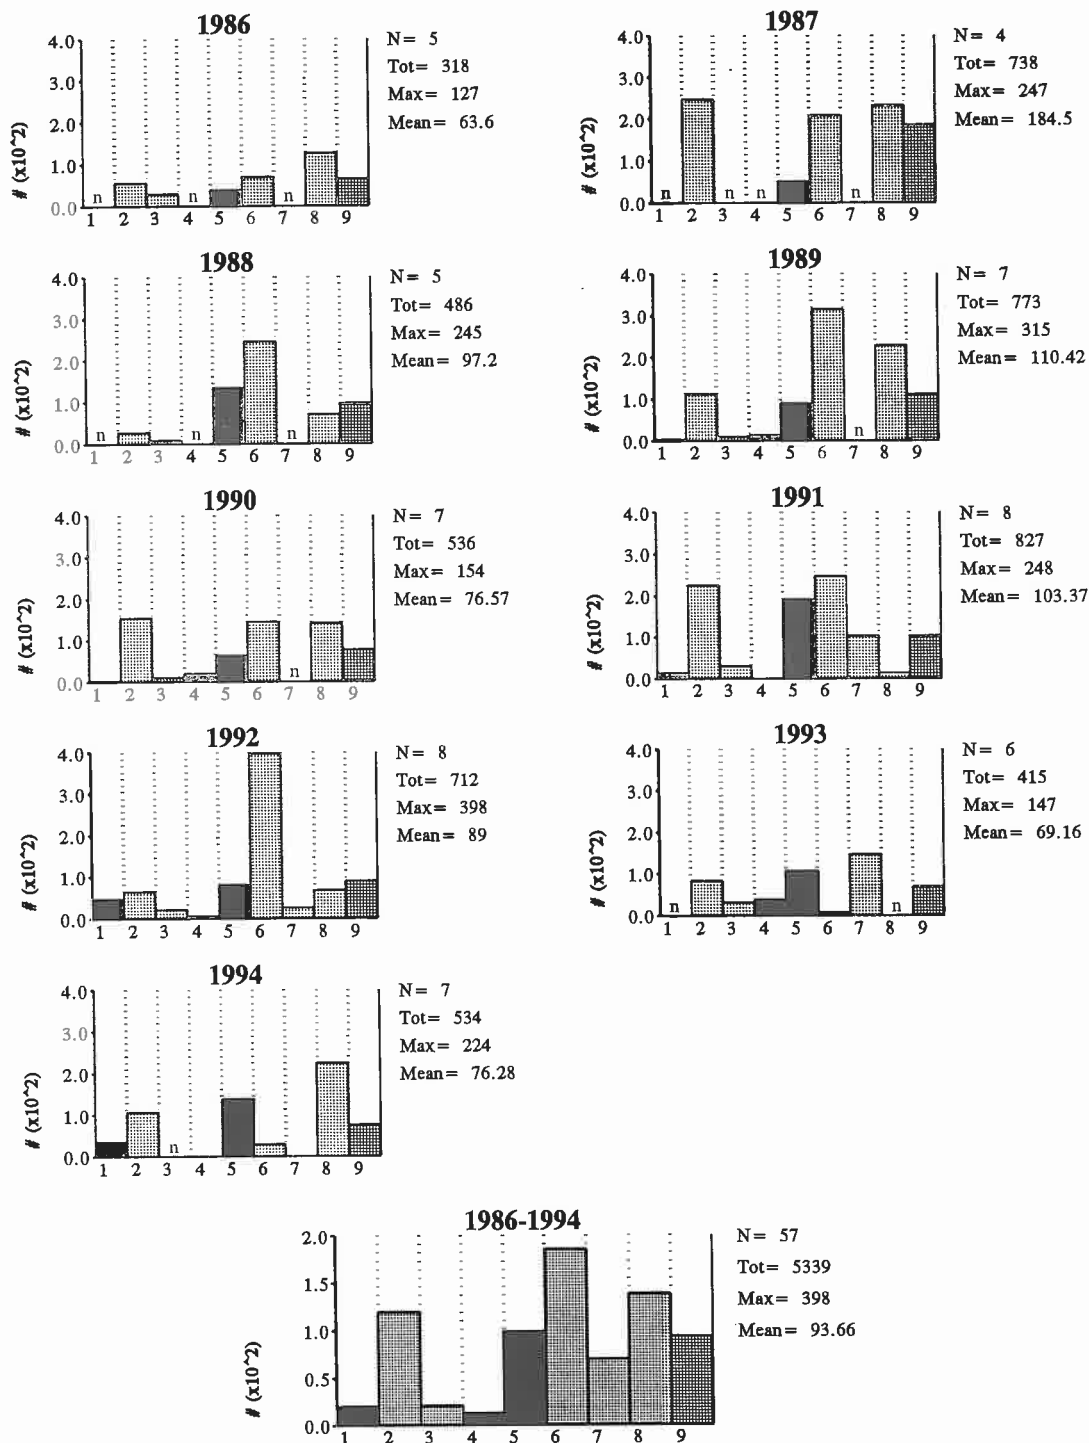 1986
4.0
3.0
2.0
1.0
0.0
# (x10^2)
n n n
1 2 3 4 5 6 7 8 9
N= 5
Tot= 318
Max= 127
Mean= 63.6
1987
4.0
3.0
2.0
1.0
0.0
# (x10^2)
n n n n
1 2 3 4 5 6 7 8 9
N= 4
Tot= 738
Max= 247
Mean= 184.5
1988
4.0
3.0
2.0
1.0
0.0
# (x10^2)
n n n
1 2 3 4 5 6 7 8 9
N= 5
Tot= 486
Max= 245
Mean= 97.2
1989
4.0
3.0
2.0
1.0
0.0
# (x10^2)
n
1 2 3 4 5 6 7 8 9
N= 7
Tot= 773
Max= 315
Mean= 110.42
1990
4.0
3.0
2.0
1.0
0.0
# (x10^2)
n
1 2 3 4 5 6 7 8 9
N= 7
Tot= 536
Max= 154
Mean= 76.57
1991
4.0
3.0
2.0
1.0
0.0
# (x10^2)
1 2 3 4 5 6 7 8 9
N= 8
Tot= 827
Max= 248
Mean= 103.37
1992
4.0
3.0
2.0
1.0
0.0
# (x10^2)
1 2 3 4 5 6 7 8 9
N= 8
Tot= 712
Max= 398
Mean= 89
1993
4.0
3.0
2.0
1.0
0.0
# (x10^2)
n n
1 2 3 4 5 6 7 8 9
N= 6
Tot= 415
Max= 147
Mean= 69.16
1994
4.0
3.0
2.0
1.0
0.0
# (x10^2)
n
1 2 3 4 5 6 7 8 9
N= 7
Tot= 534
Max= 224
Mean= 76.28
1986-1994
2.0
1.5
1.0
0.5
0.0
# (x10^2)
1 2 3 4 5 6 7 8 9
N= 57
Tot= 5339
Max= 398
Mean= 93.66